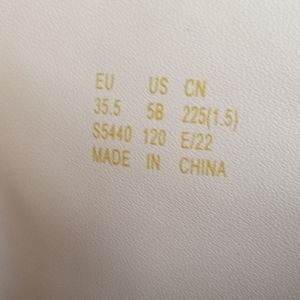 EU US CN
35.5 5B 225(1.5)
S5440 120 E/22
MADE IN CHINA